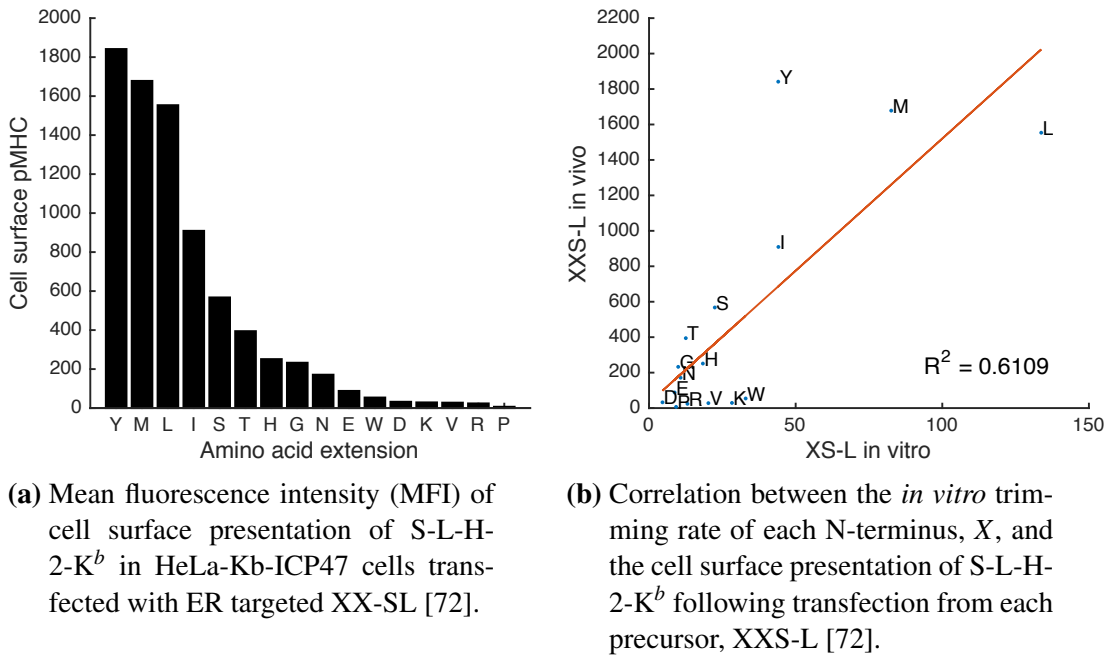 2000
1800
1600
1400
1200
1000
800
600
400
200
0
Cell surface pMHC
Y M L I S T H G N E W D K V R P
Amino acid extension
2200
2000
1800
1600
1400
1200
1000
800
600
400
200
0
XXS-L in vivo
Y
M
L
I
S
T
G
H
N
E
D
P
R
V
K
W
R² = 0.6109
0 50 100 150
XS-L in vitro
(a) Mean fluorescence intensity (MFI) of
cell surface presentation of S-L-H-
2-Kᵇ in HeLa-Kb-ICP47 cells trans-
fected with ER targeted XX-SL [72].
(b) Correlation between the in vitro trim-
ming rate of each N-terminus, X, and
the cell surface presentation of S-L-H-
2-Kᵇ following transfection from each
precursor, XXS-L [72].